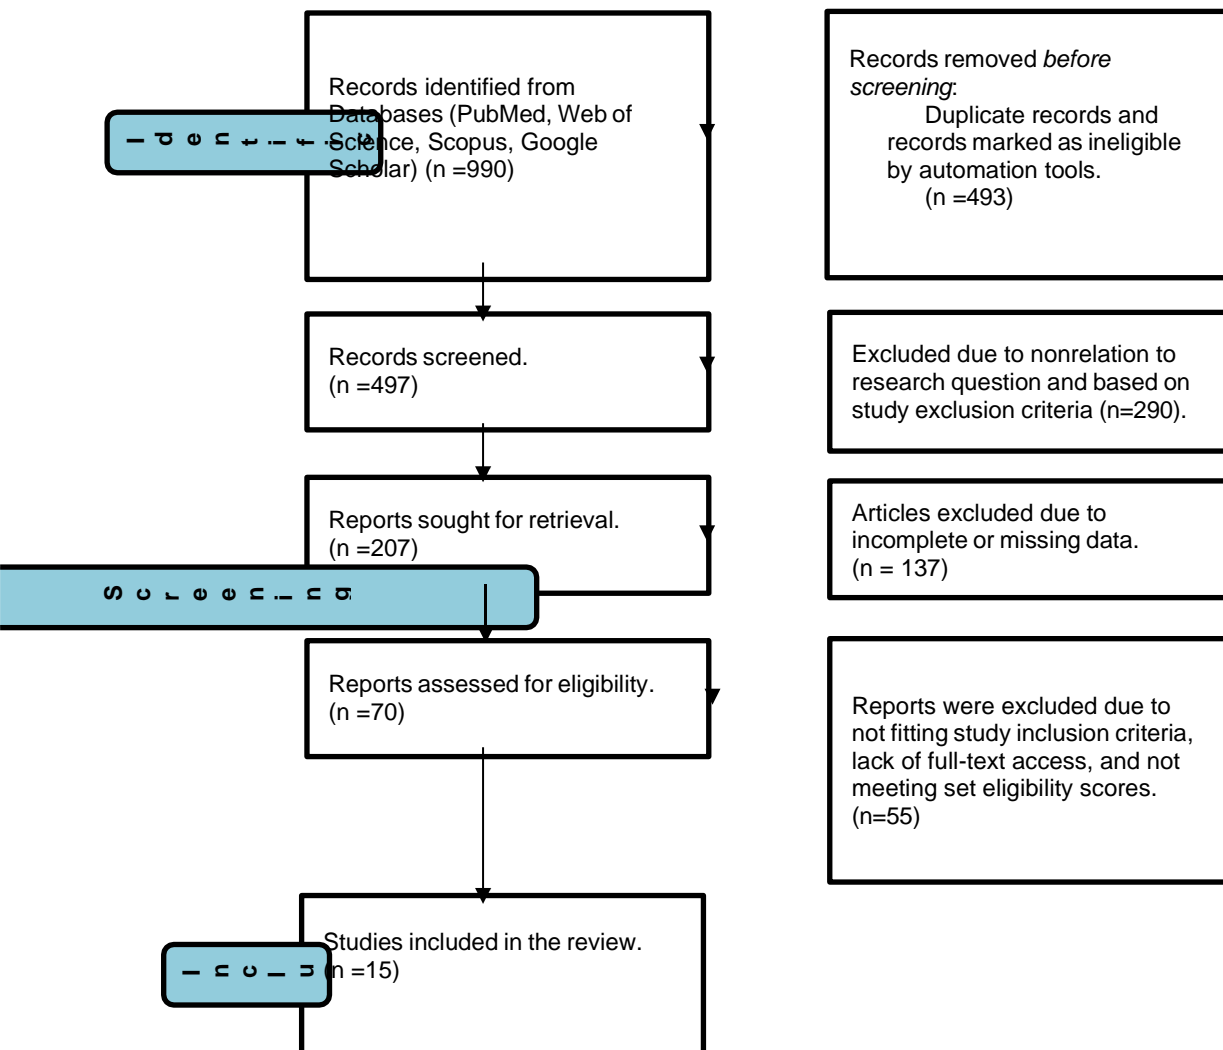 Records identified from
Databases (PubMed, Web of
Science, Scopus, Google
Scholar) (n =990)
Records removed before
screening:
Duplicate records and
records marked as ineligible
by automation tools.
(n =493)
Identific
Records screened.
(n =497)
Excluded due to nonrelation to
research question and based on
study exclusion criteria (n=290).
Reports sought for retrieval.
(n =207)
Articles excluded due to
incomplete or missing data.
(n = 137)
Screening
Reports assessed for eligibility.
(n =70)
Reports were excluded due to
not fitting study inclusion criteria,
lack of full-text access, and not
meeting set eligibility scores.
(n=55)
Studies included in the review.
(n =15)
Inclu